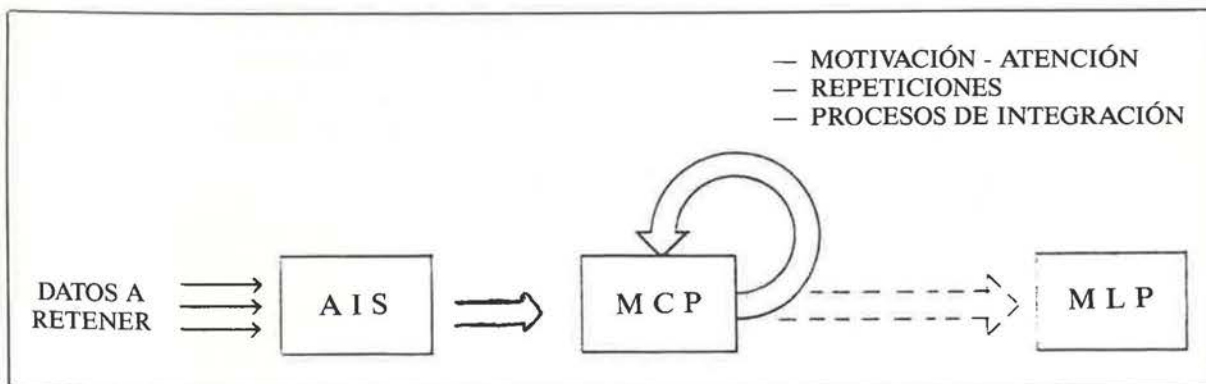 — MOTIVACIÓN - ATENCIÓN
— REPETICIONES
— PROCESOS DE INTEGRACIÓN
DATOS A
RETENER
A I S
M C P
M L P